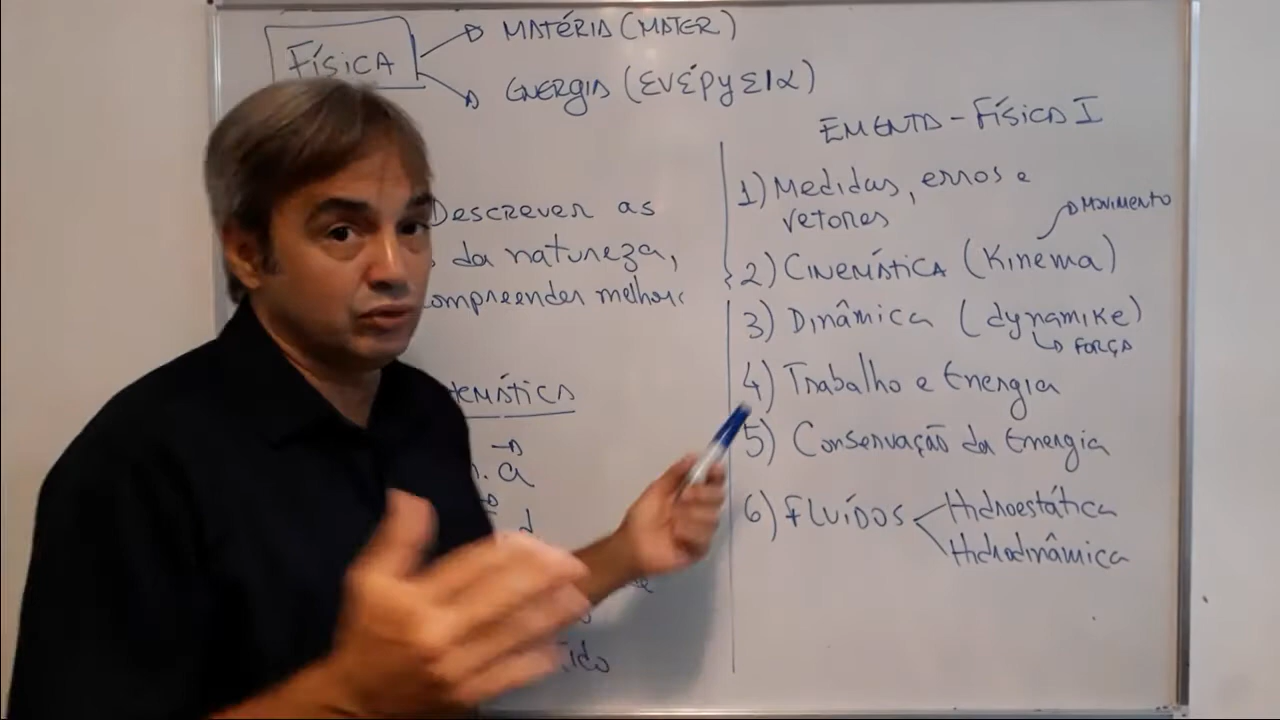 FÍSICA
MATÉRIA (MATER)
ENERGIA (ενέργεια)
Descrever as
da natureza,
compreender melhor
MATEMÁTICA
. a
d
EMENTA - FÍSICA I
1) Medidas, erros e
vetores
MOVIMENTO
2) CINEMÁTICA (Kinema)
3) Dinâmica (dynamike)
FORÇA
4) Trabalho e Energia
5) Conservação da Energia
6) FLUÍDOS
Hidroestática
Hidrodinâmica